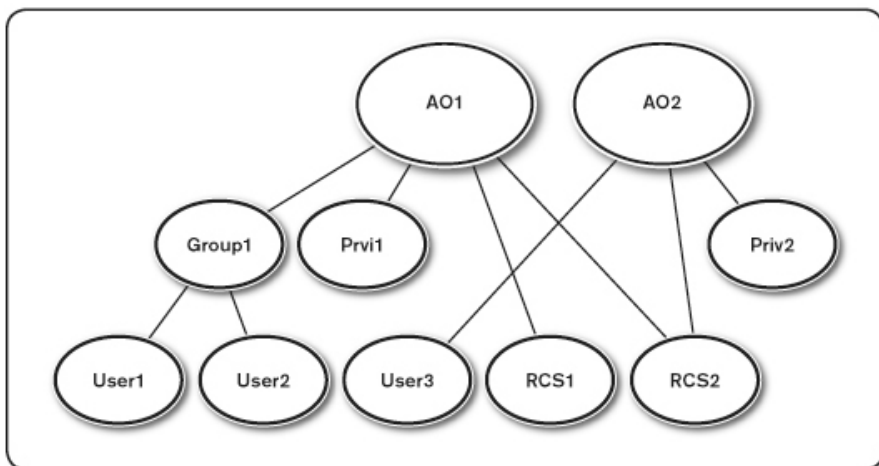 AO1
AO2
Group1
Prvi1
Priv2
User1
User2
User3
RCS1
RCS2